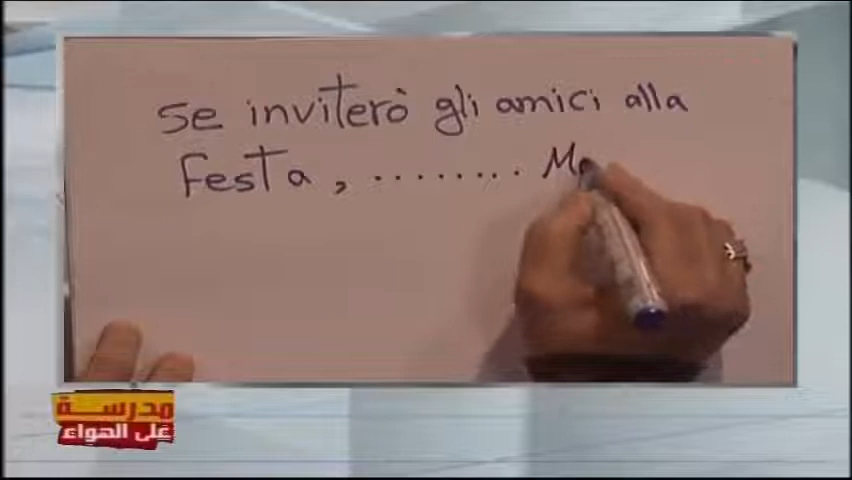 se inviterò gli amici alla
festa, ........
مدرسة
على الهواء